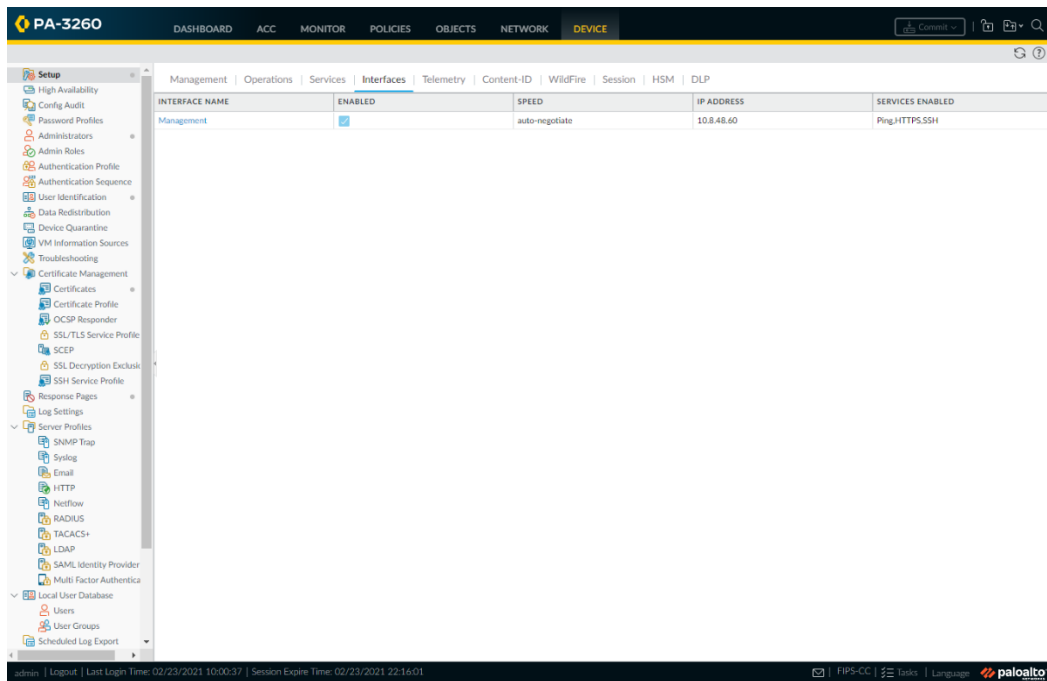 PA-3260
DASHBOARD ACC MONITOR POLICIES OBJECTS NETWORK DEVICE
Commit
Setup
High Availability
Config Audit
Password Profiles
Administrators
Admin Roles
Authentication Profile
Authentication Sequence
User Identification
Data Redistribution
Device Quarantine
VM Information Sources
Troubleshooting
Certificate Management
Certificates
Certificate Profile
OCSP Responder
SSL/TLS Service Profile
SCEP
SSL Decryption Exclusio
SSH Service Profile
Response Pages
Log Settings
Server Profiles
SNMP Trap
Syslog
Email
HTTP
Netflow
RADIUS
TACACS+
LDAP
SAML Identity Provider
Multi Factor Authentica
Local User Database
Users
User Groups
Scheduled Log Export
Management | Operations | Services | Interfaces | Telemetry | Content-ID | WildFire | Session | HSM | DLP
INTERFACE NAME ENABLED SPEED IP ADDRESS SERVICES ENABLED
Management auto-negotiate 10.8.48.60 Ping,HTTPS,SSH
admin | Logout | Last Login Time: 02/23/2021 10:00:37 | Session Expire Time: 02/23/2021 22:16:01
| FIPS-CC | Tasks | Language paloalto
NETWORKS